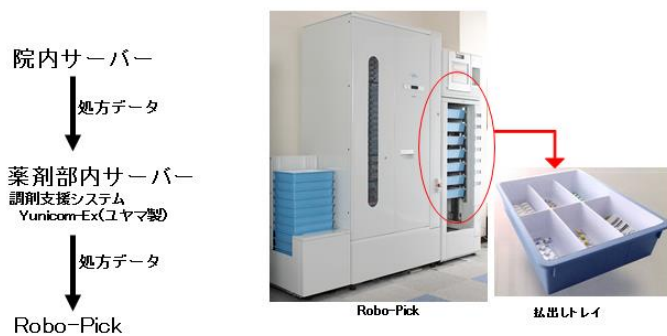 院内サーバー
処方データ
薬剤部内サーバー
調剤支援システム
Yunicom-Ex(ユヤマ製)
処方データ
Robo-Pick
Robo-Pick
払出しトレイ